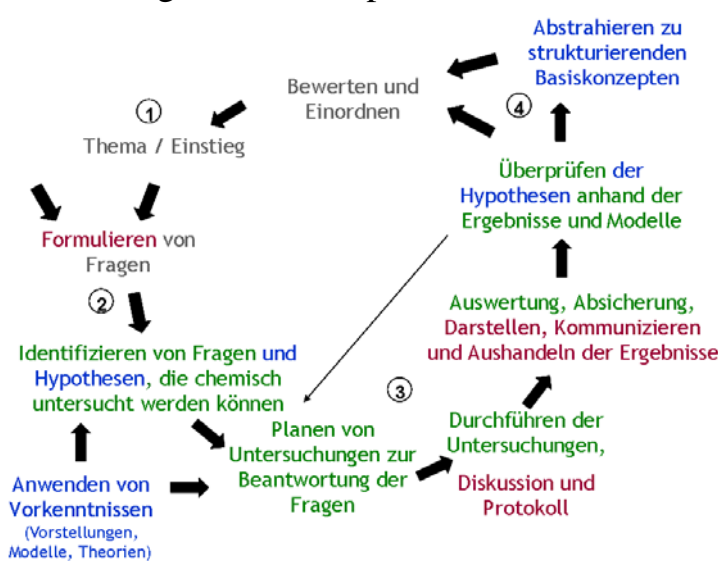 Abstrahieren zu
strukturierenden
Basiskonzepten
Bewerten und
Einordnen
4
1
Thema / Einstieg
Überprüfen der
Hypothesen anhand der
Ergebnisse und Modelle
Formulieren von
Fragen
2
Auswertung, Absicherung,
Darstellen, Kommunizieren
und Aushandeln der Ergebnisse
Identifizieren von Fragen und
Hypothesen, die chemisch
untersucht werden können
3
Planen von
Untersuchungen zur
Beantwortung der
Fragen
Durchführen der
Untersuchungen,
Diskussion und
Protokoll
Anwenden von
Vorkenntnissen
(Vorstellungen,
Modelle, Theorien)